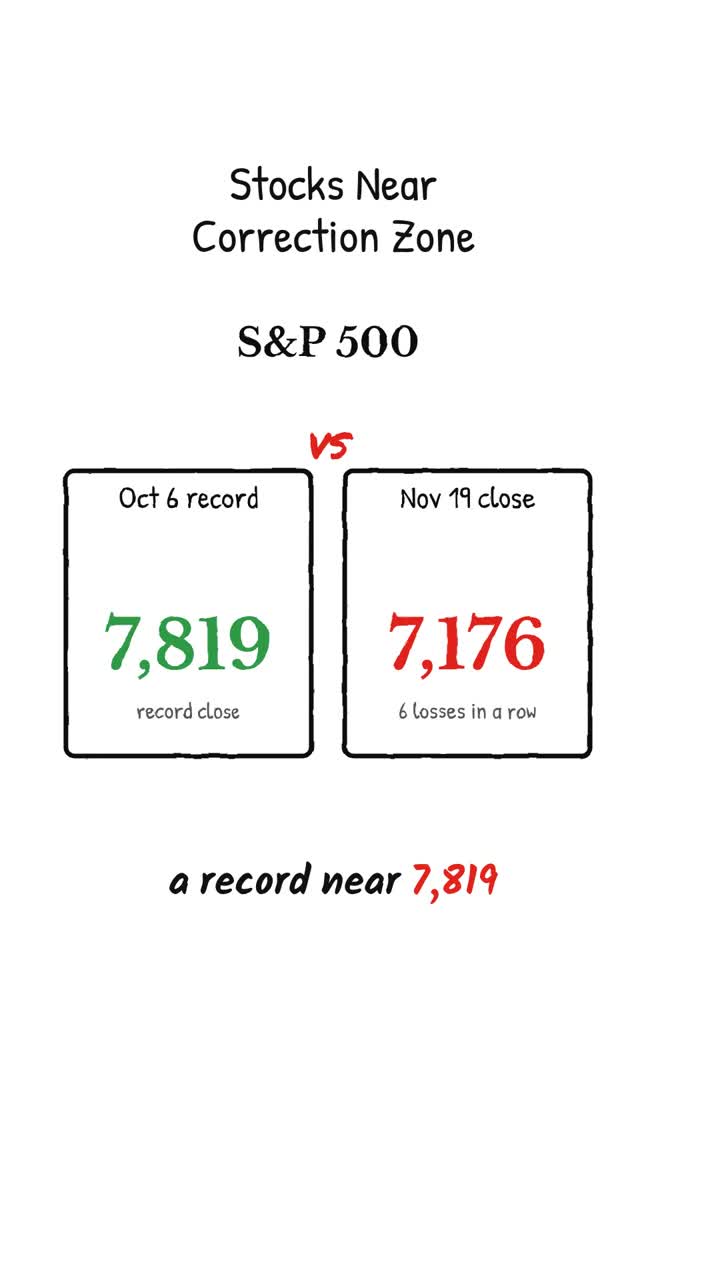 Stocks Near
Correction Zone
S&P 500
vs
Oct 6 record
7,819
record close
Nov 19 close
7,176
6 losses in a row
a record near 7,819